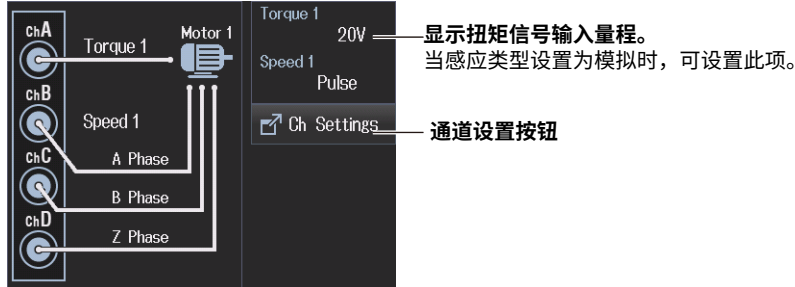 chA
Torque 1
Motor 1
chB
Speed 1
chC
A Phase
B Phase
chD
Z Phase
Torque 1
20V
Speed 1
Pulse
Ch Settings
显示扭矩信号输入量程。
当感应类型设置为模拟时，可设置此项。
通道设置按钮